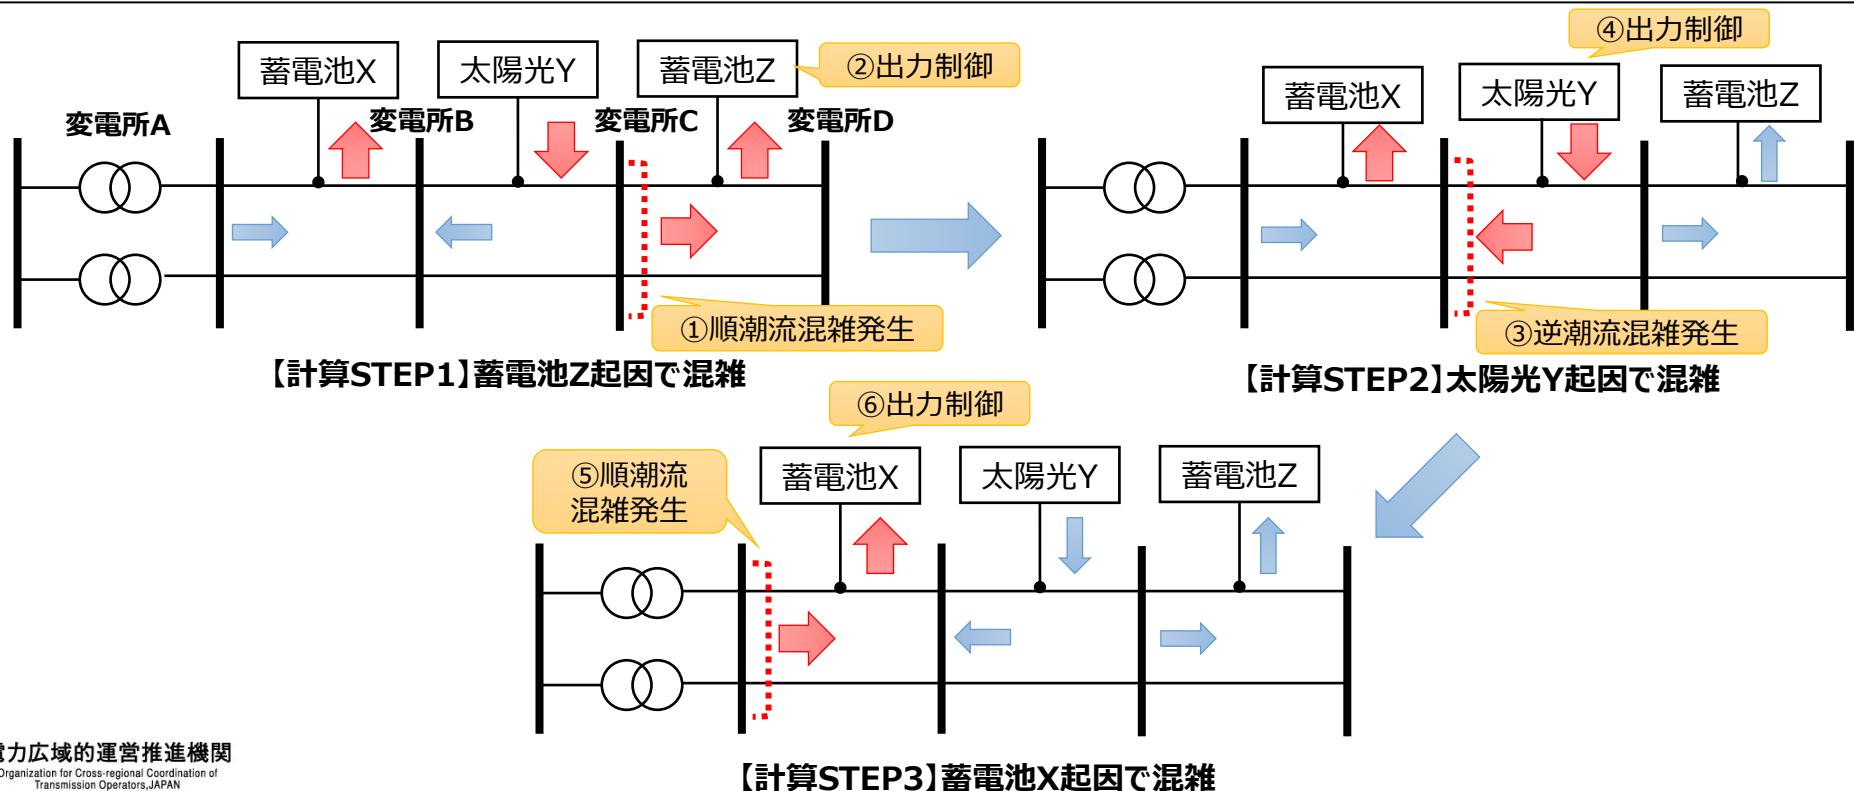 蓄電池X
太陽光Y
蓄電池Z
②出力制御
変電所A
変電所B
変電所C
変電所D
①順潮流混雑発生
【計算STEP1】蓄電池Z起因で混雑
④出力制御
蓄電池X
太陽光Y
蓄電池Z
③逆潮流混雑発生
【計算STEP2】太陽光Y起因で混雑
⑥出力制御
⑤順潮流
混雑発生
蓄電池X
太陽光Y
蓄電池Z
【計算STEP3】蓄電池X起因で混雑
電力広域的運営推進機関
Organization for Cross-regional Coordination of
Transmission Operators,JAPAN